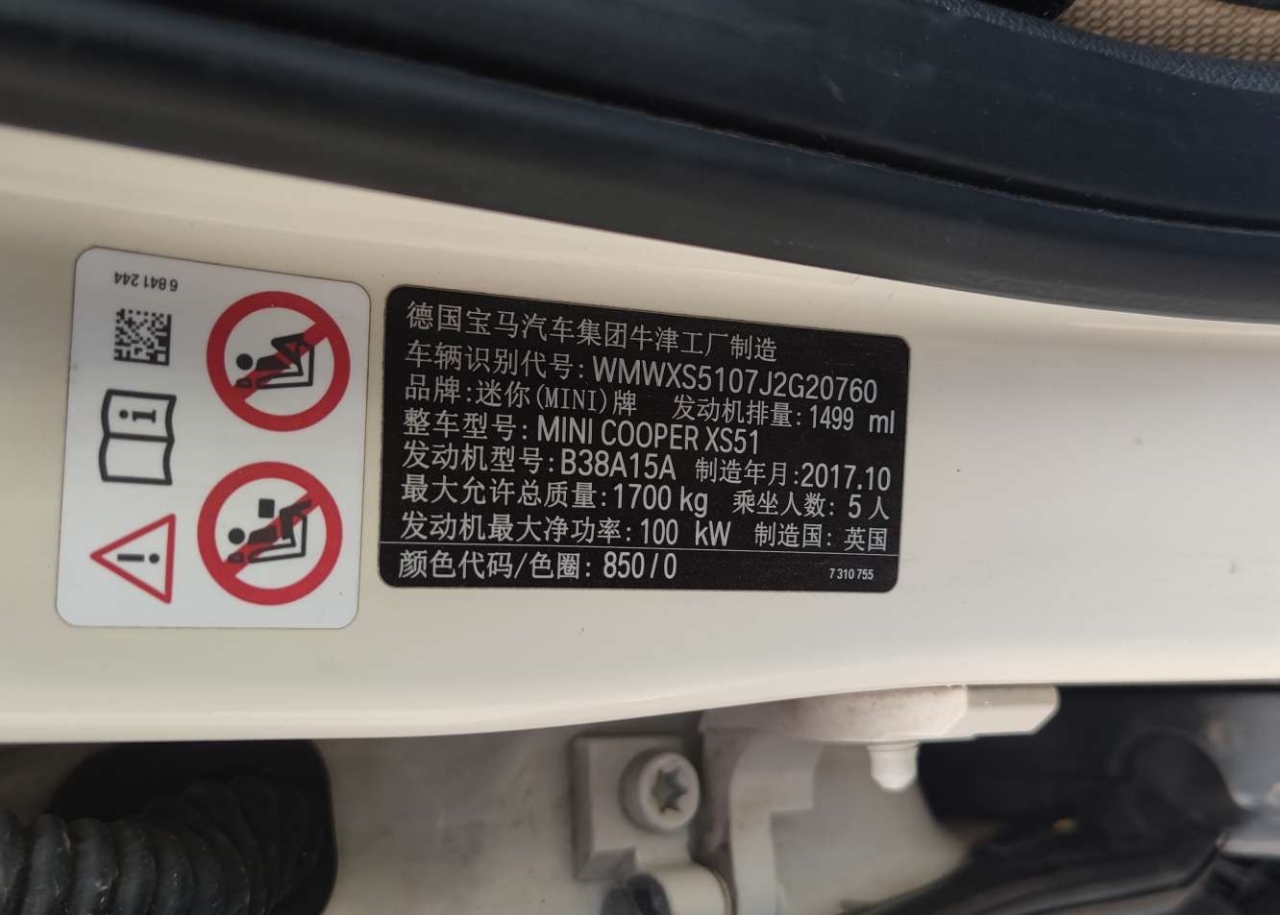 6 841 244
德国宝马汽车集团牛津工厂制造
车辆识别代号: WMWXS5107J2G20760
品牌:迷你(MINI)牌 发动机排量: 1499 ml
整车型号: MINI COOPER XS51
发动机型号: B38A15A 制造年月:2017.10
最大允许总质量: 1700 kg 乘坐人数: 5 人
发动机最大净功率: 100 kW 制造国: 英国
颜色代码/色圈: 850 / 0 7 310 755